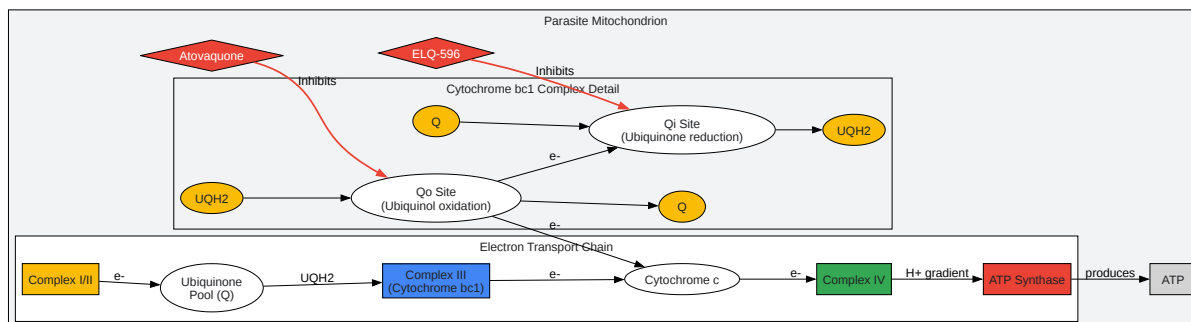 Parasite Mitochondrion
Atovaquone
ELQ-596
Inhibits
Inhibits
Cytochrome bc1 Complex Detail
Q
Qi Site
(Ubiquinone reduction)
UQH2
e-
UQH2
Qo Site
(Ubiquinol oxidation)
Q
e-
Electron Transport Chain
Complex I/II
e-
Ubiquinone
Pool (Q)
UQH2
Complex III
(Cytochrome bc1)
e-
Cytochrome c
e-
Complex IV
H+ gradient
ATP Synthase
produces
ATP